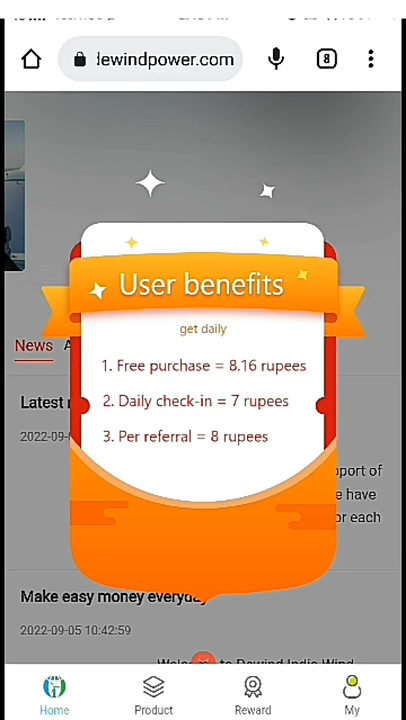 lewindpower.com
8
User benefits
get daily
1. Free purchase = 8.16 rupees
2. Daily check-in = 7 rupees
3. Per referral = 8 rupees
News
Latest
2022-09-
port of
e have
or each
Make easy money everyday
2022-09-05 10:42:59
to Dewind India Wind
Home
Product
Reward
My